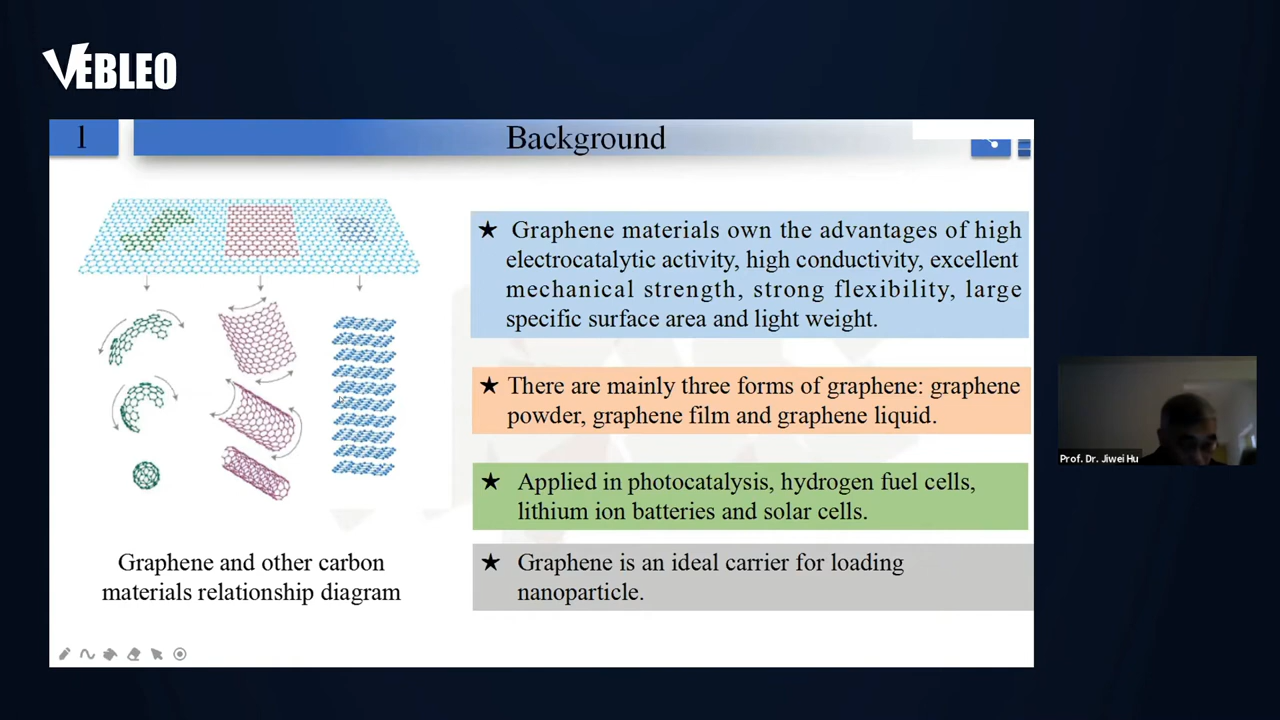 VEBLEO
1
Background
★ Graphene materials own the advantages of high
electrocatalytic activity, high conductivity, excellent
mechanical strength, strong flexibility, large
specific surface area and light weight.
★ There are mainly three forms of graphene: graphene
powder, graphene film and graphene liquid.
★ Applied in photocatalysis, hydrogen fuel cells,
lithium ion batteries and solar cells.
★ Graphene is an ideal carrier for loading
nanoparticle.
Graphene and other carbon
materials relationship diagram
Prof. Dr. Jiwei Hu